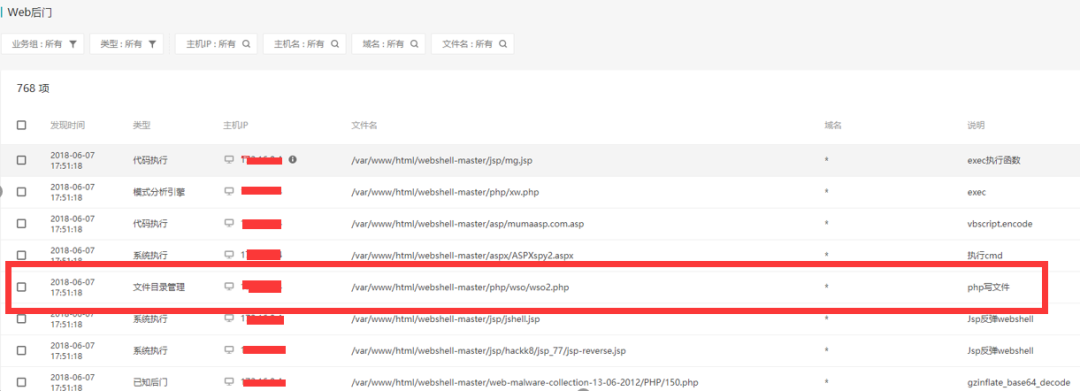 Web后门
业务组 : 所有 类型 : 所有 主机IP : 所有 主机名 : 所有 域名 : 所有 文件名 : 所有
768 项
发现时间 类型 主机IP 文件名 域名 说明
2018-06-07 17:51:18 代码执行 /var/www/html/webshell-master/jsp/mg.jsp * exec执行函数
2018-06-07 17:51:18 模式分析引擎 /var/www/html/webshell-master/php/xw.php * exec
2018-06-07 17:51:18 代码执行 /var/www/html/webshell-master/asp/mumaasp.com.asp * vbscript.encode
2018-06-07 17:51:18 系统执行 /var/www/html/webshell-master/aspx/ASPXspy2.aspx * 执行cmd
2018-06-07 17:51:18 文件目录管理 /var/www/html/webshell-master/php/wso/wso2.php * php写文件
2018-06-07 17:51:18 系统执行 /var/www/html/webshell-master/jsp/jshell.jsp * Jsp反弹webshell
2018-06-07 17:51:18 系统执行 /var/www/html/webshell-master/jsp/hackk8/jsp_77/jsp-reverse.jsp * Jsp反弹webshell
2018-06-07 17:51:18 已知后门 /var/www/html/webshell-master/web-malware-collection-13-06-2012/PHP/150.php * gzinflate_base64_decode